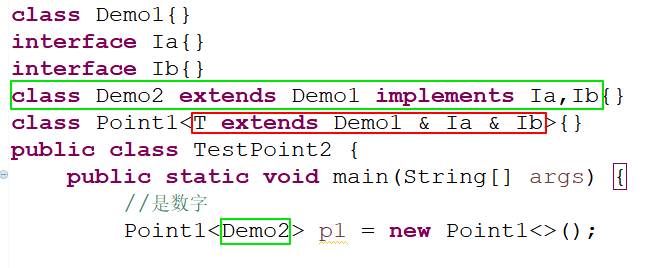 class Demo1{}
interface Ia{}
interface Ib{}
class Demo2 extends Demo1 implements Ia,Ib{}
class Point1<T extends Demo1 & Ia & Ib>{}
public class TestPoint2 {
    public static void main(String[] args) {
        //是数字
        Point1<Demo2> p1 = new Point1<>();